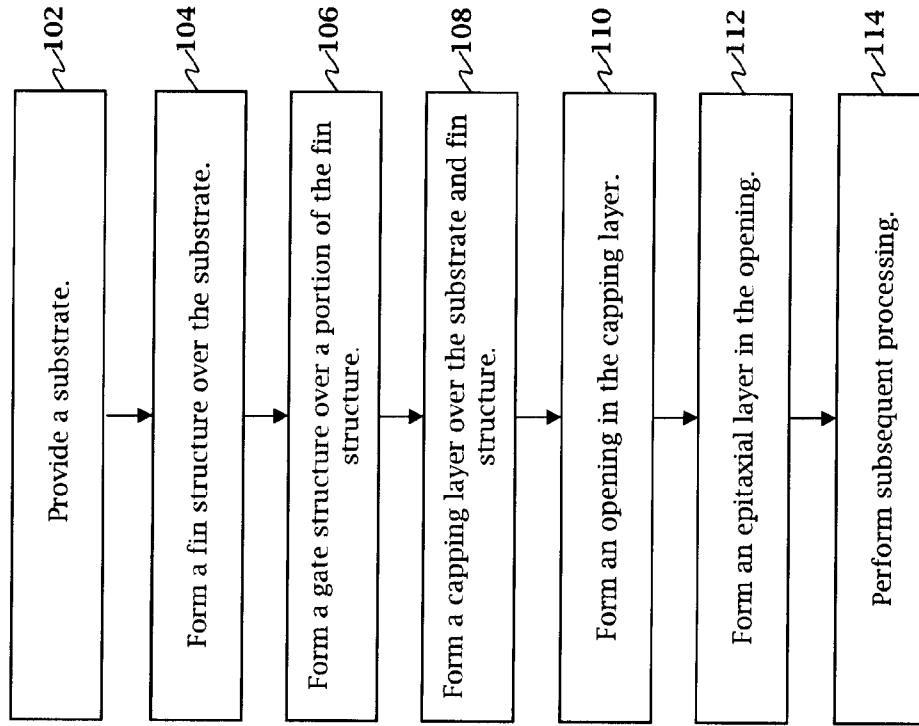 Provide a substrate.
102
Form a fin structure over the substrate.
104
Form a gate structure over a portion of the fin
structure.
106
Form a capping layer over the substrate and fin
structure.
108
Form an opening in the capping layer.
110
Form an epitaxial layer in the opening.
112
Perform subsequent processing.
114